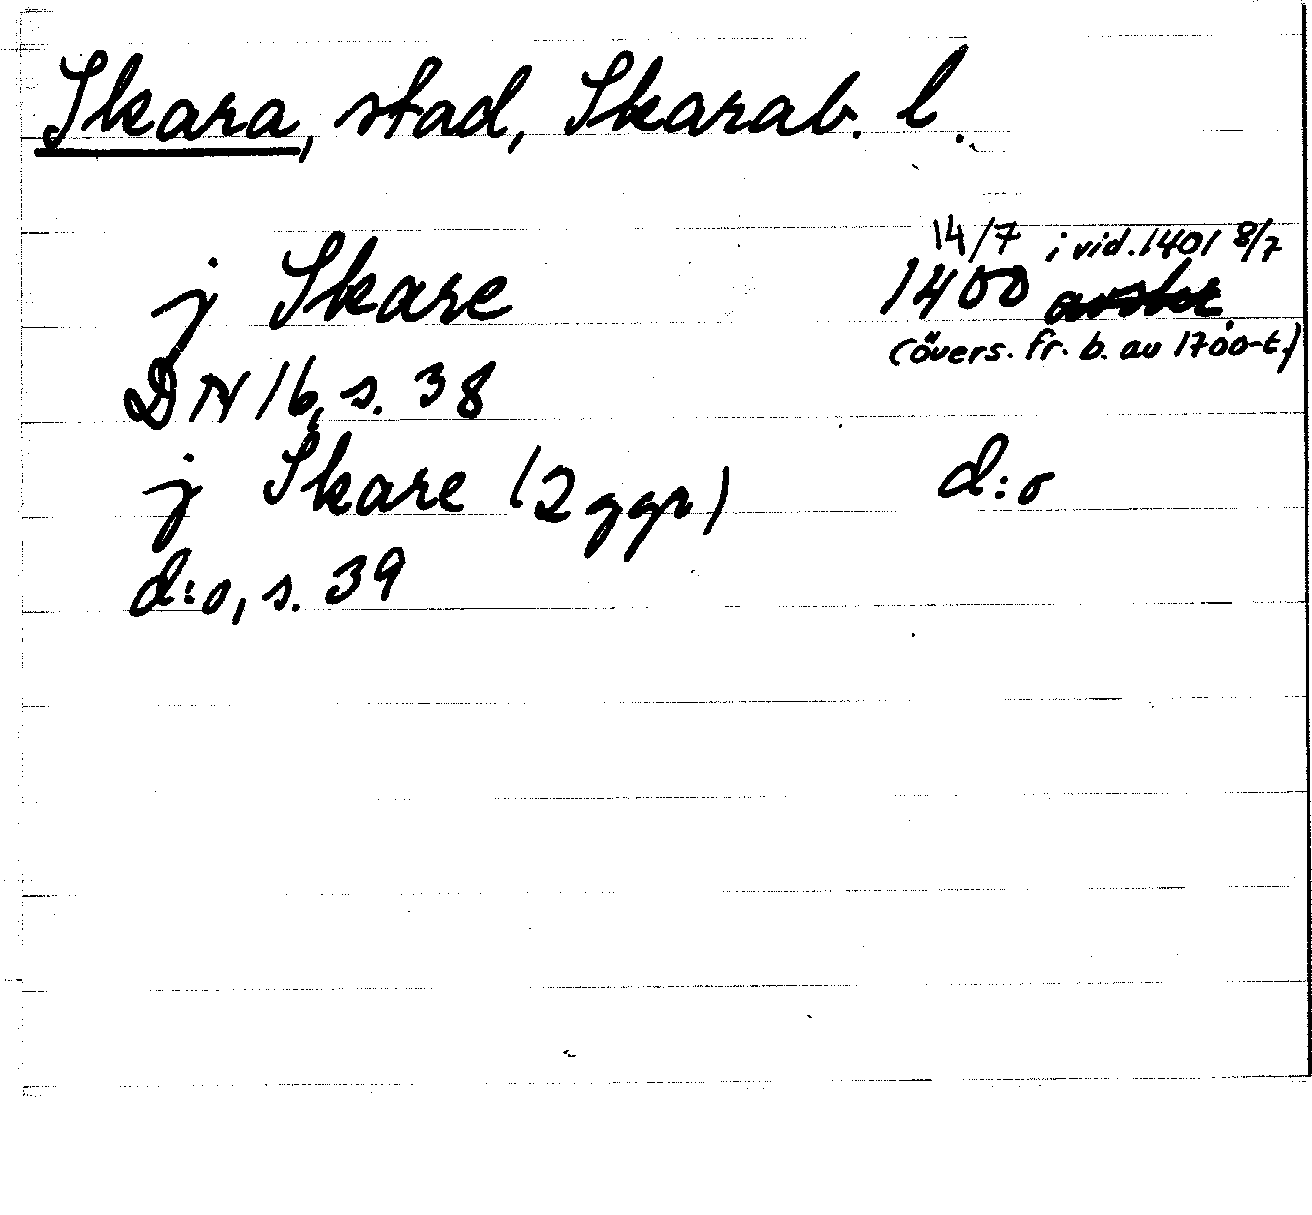 Skara, stad, Skarab. l.
14/7 i vid. 1401 8/7
j Skare 1400
(övers. fr. b. av 1700-t.)
DN 16, s. 38
j Skare (2 ggr) d:o
d:o, s. 39